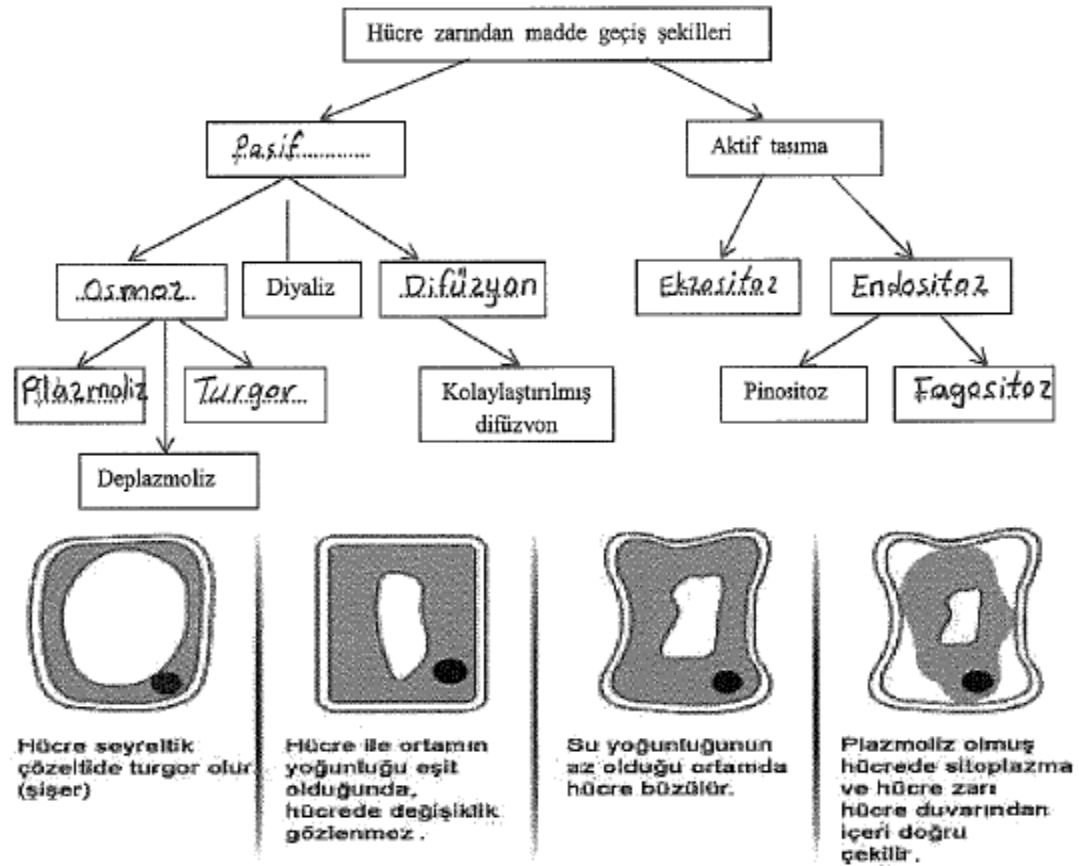 Hücre zarından madde geçiş şekilleri
Pasif..............
Aktif tasıma
Osmoz
Diyaliz
Difüzyon
Ekzositoz
Endositoz
Plazmoliz
Turgor
Kolaylaştırılmış
difüzvon
Pinositoz
Fagositoz
Deplazmoliz
Hücre seyreltik
çözeltide turgor olur
(şişer)
Hücre ile ortamın
yoğunluğu eşit
olduğunda,
hücrede değişiklik
gözlenmez.
Su yoğunluğunun
az olduğu ortamda
hücre büzülür.
Plazmoliz olmuş
hücrede sitoplazma
ve hücre zarı
hücre duvarından
içeri doğru
çekilir.